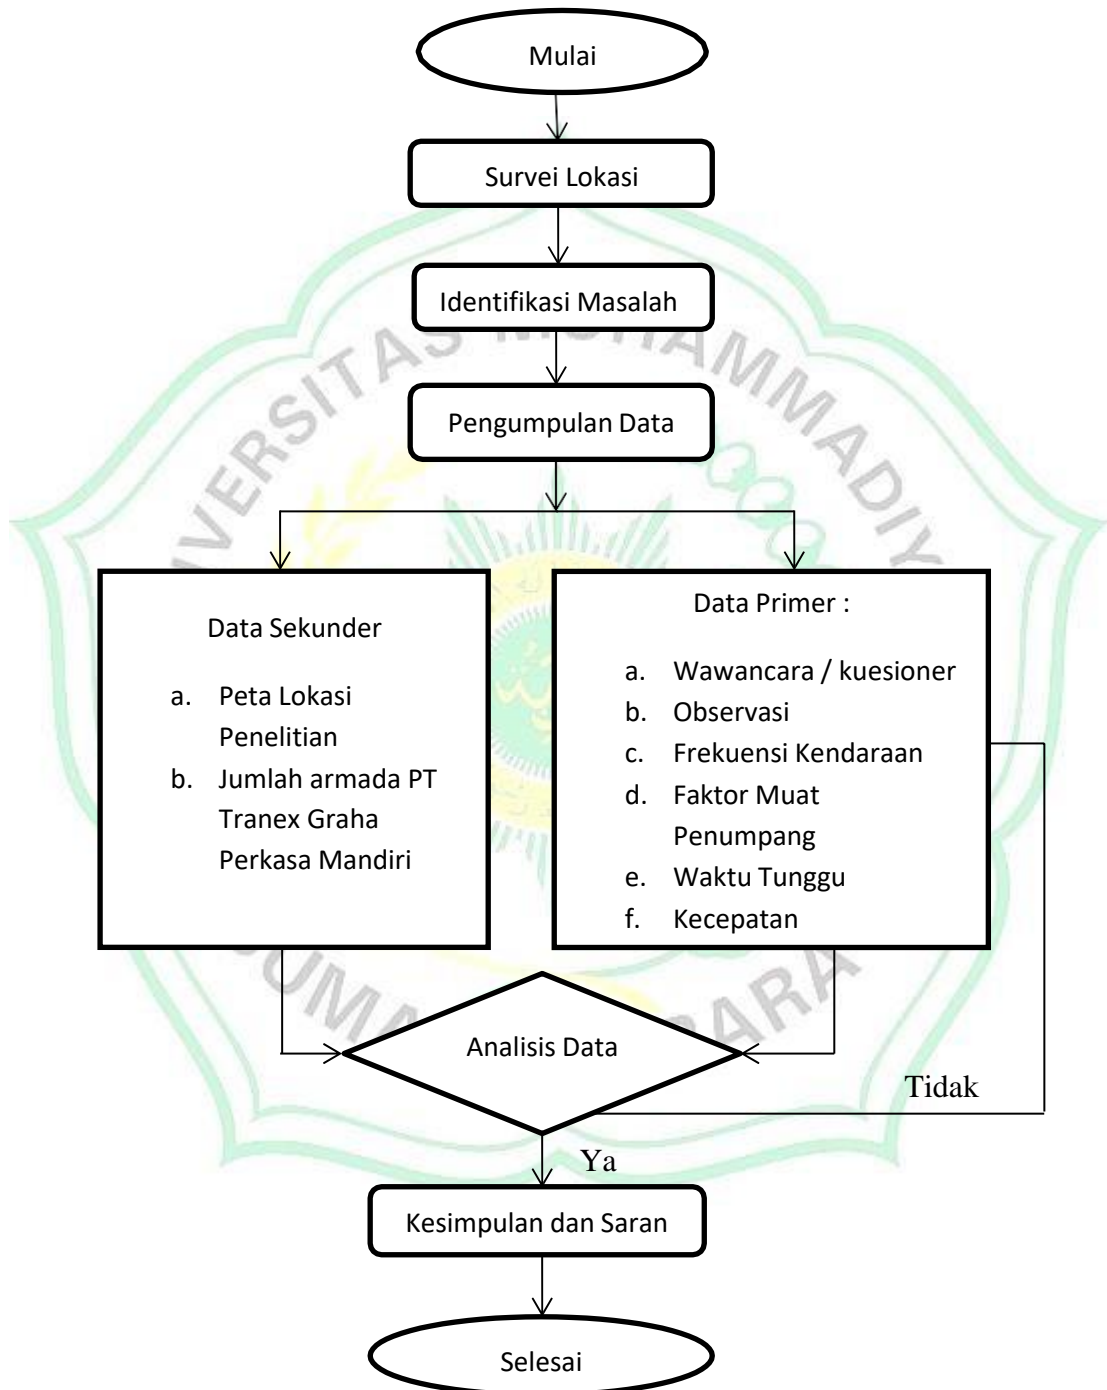 Mulai
Survei Lokasi
Identifikasi Masalah
Pengumpulan Data
Data Sekunder
a. Peta Lokasi
Penelitian
b. Jumlah armada PT
Tranex Graha
Perkasa Mandiri
Data Primer :
a. Wawancara / kuesioner
b. Observasi
c. Frekuensi Kendaraan
d. Faktor Muat
Penumpang
e. Waktu Tunggu
f. Kecepatan
Analisis Data
Tidak
Ya
Kesimpulan dan Saran
Selesai